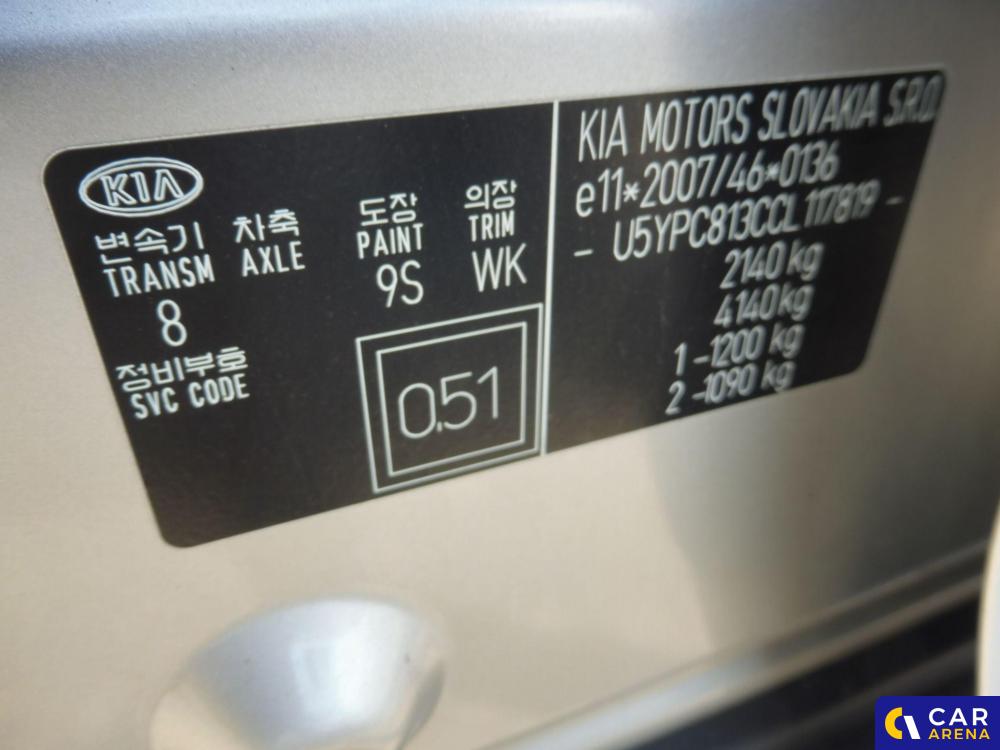 KIA
변속기 차축 도장 의장
TRANSM AXLE PAINT TRIM
8 9S WK
정비부호
SVC CODE
0.51
KIA MOTORS SLOVAKIA S.R.O.
e11*2007/46*0136
- U5YPC813CCL117819 -
2140 kg
4140 kg
1 -1200 kg
2 -1090 kg
CAR
ARENA